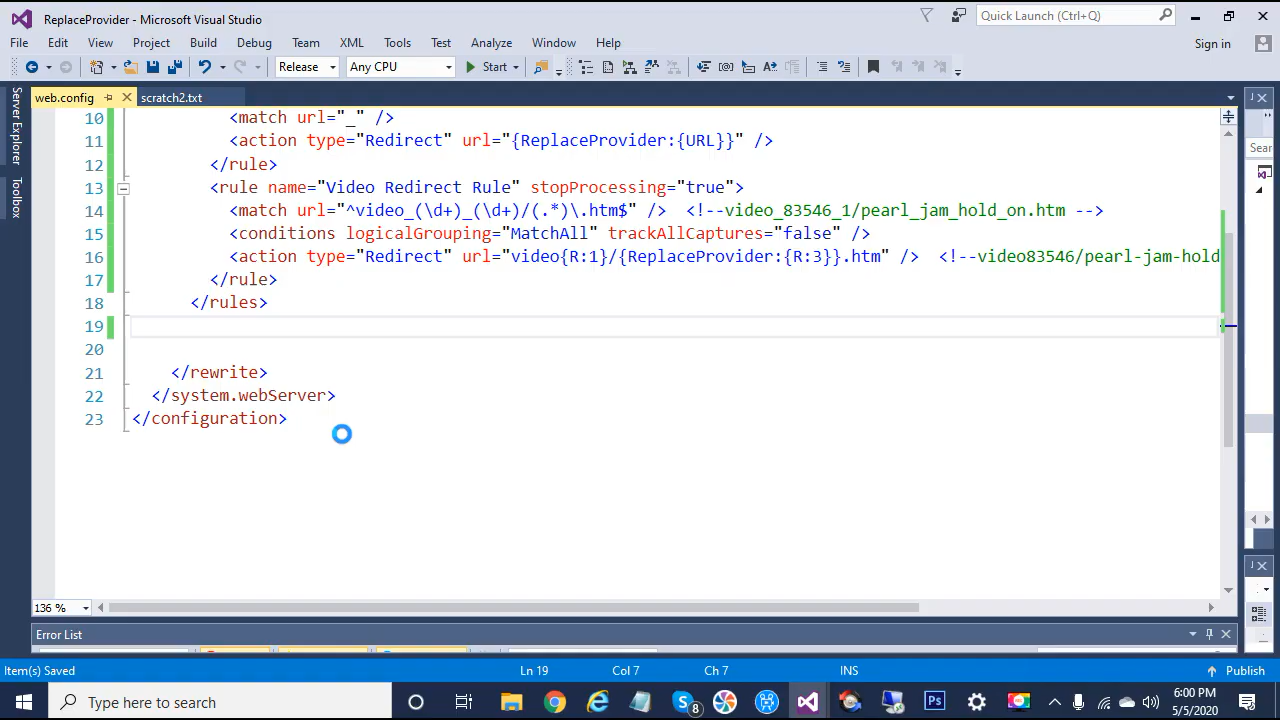 ReplaceProvider - Microsoft Visual Studio
Quick Launch (Ctrl+Q)
File Edit View Project Build Debug Team XML Tools Test Analyze Window Help
Sign in
Release Any CPU Start
Server Explorer
Toolbox
web.config scratch2.txt
10 <match url="_" />
11 <action type="Redirect" url="{ReplaceProvider:{URL}}" />
12 </rule>
13 <rule name="Video Redirect Rule" stopProcessing="true">
14 <match url="^video_(\d+)_(\d+)/(.*)\.htm$" /> <!--video_83546_1/pearl_jam_hold_on.htm -->
15 <conditions logicalGrouping="MatchAll" trackAllCaptures="false" />
16 <action type="Redirect" url="video{R:1}/{ReplaceProvider:{R:3}}.htm" /> <!--video83546/pearl-jam-hold
17 </rule>
18 </rules>
19
20
21 </rewrite>
22 </system.webServer>
23 </configuration>
Sear
136 %
Error List
Item(s) Saved Ln 19 Col 7 Ch 7 INS Publish
Type here to search
8
Ps
6:00 PM
5/5/2020